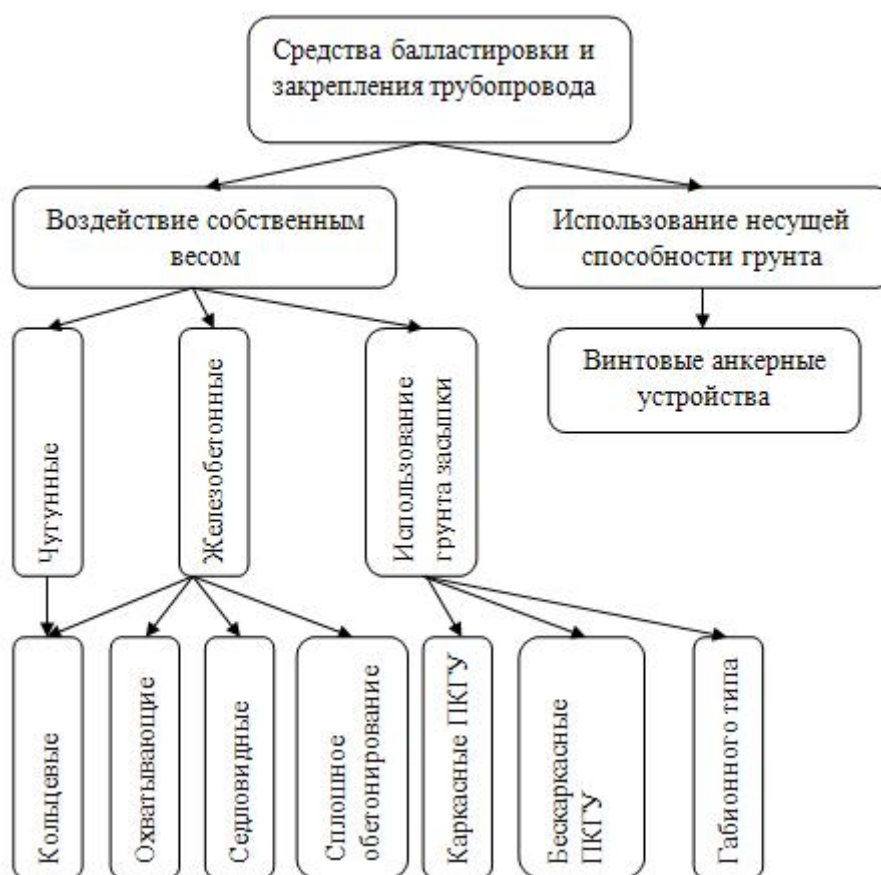 Средства балластировки и
закрепления трубопровода
Воздействие собственным
весом
Использование несущей
способности грунта
Винтовые анкерные
устройства
Чугунные
Железобетонные
Использование
грунта засыпки
Кольцевые
Охватывающие
Седловидные
Сплошное
обетонирование
Каркасные ПКГУ
Бескаркасные
ПКГУ
Габионного типа